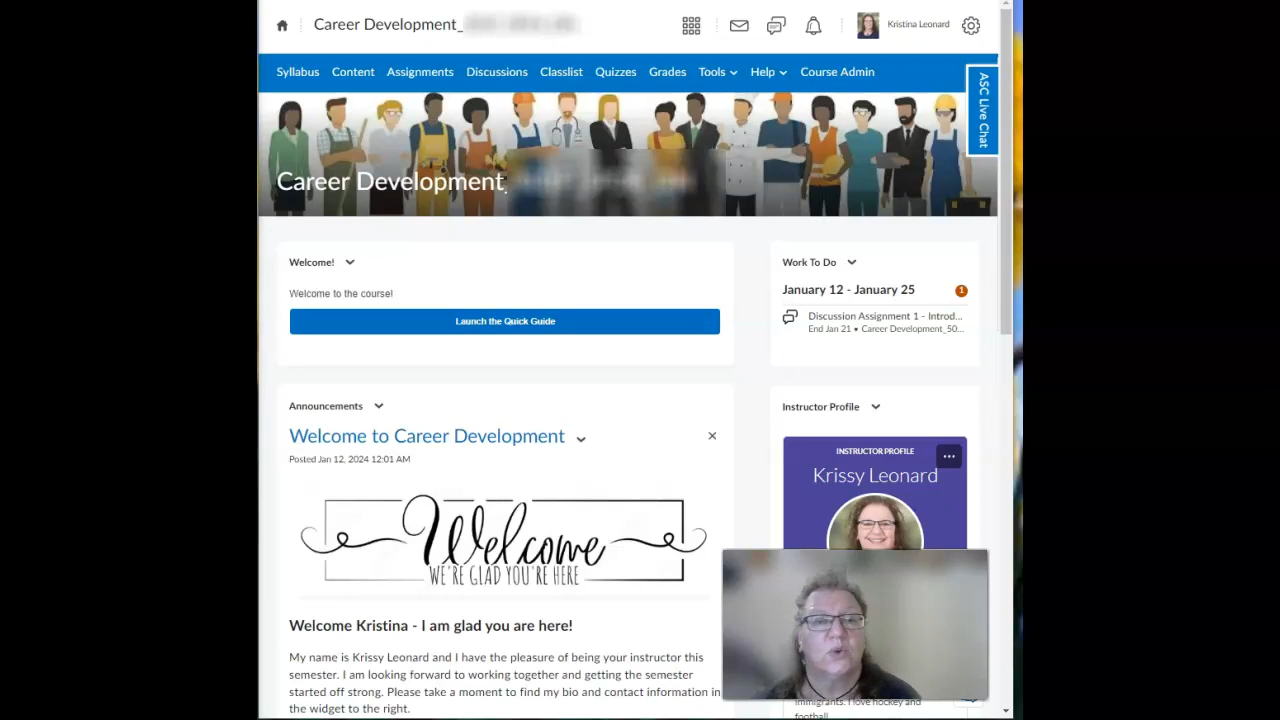 Career Development_
Kristina Leonard
Syllabus Content Assignments Discussions Classlist Quizzes Grades Tools Help Course Admin
ASC Live Chat
Career Development_
Welcome!
Welcome to the course!
Launch the Quick Guide
Work To Do
January 12 - January 25
1
Discussion Assignment 1 - Introd...
End Jan 21 • Career Development_50...
Announcements
Welcome to Career Development
Posted Jan 12, 2024 12:01 AM
Welcome
WE'RE GLAD YOU'RE HERE
Welcome Kristina - I am glad you are here!
My name is Krissy Leonard and I have the pleasure of being your instructor this
semester. I am looking forward to working together and getting the semester
started off strong. Please take a moment to find my bio and contact information in
the widget to the right.
Instructor Profile
INSTRUCTOR PROFILE
Krissy Leonard
immigrants. I love hockey and
football.